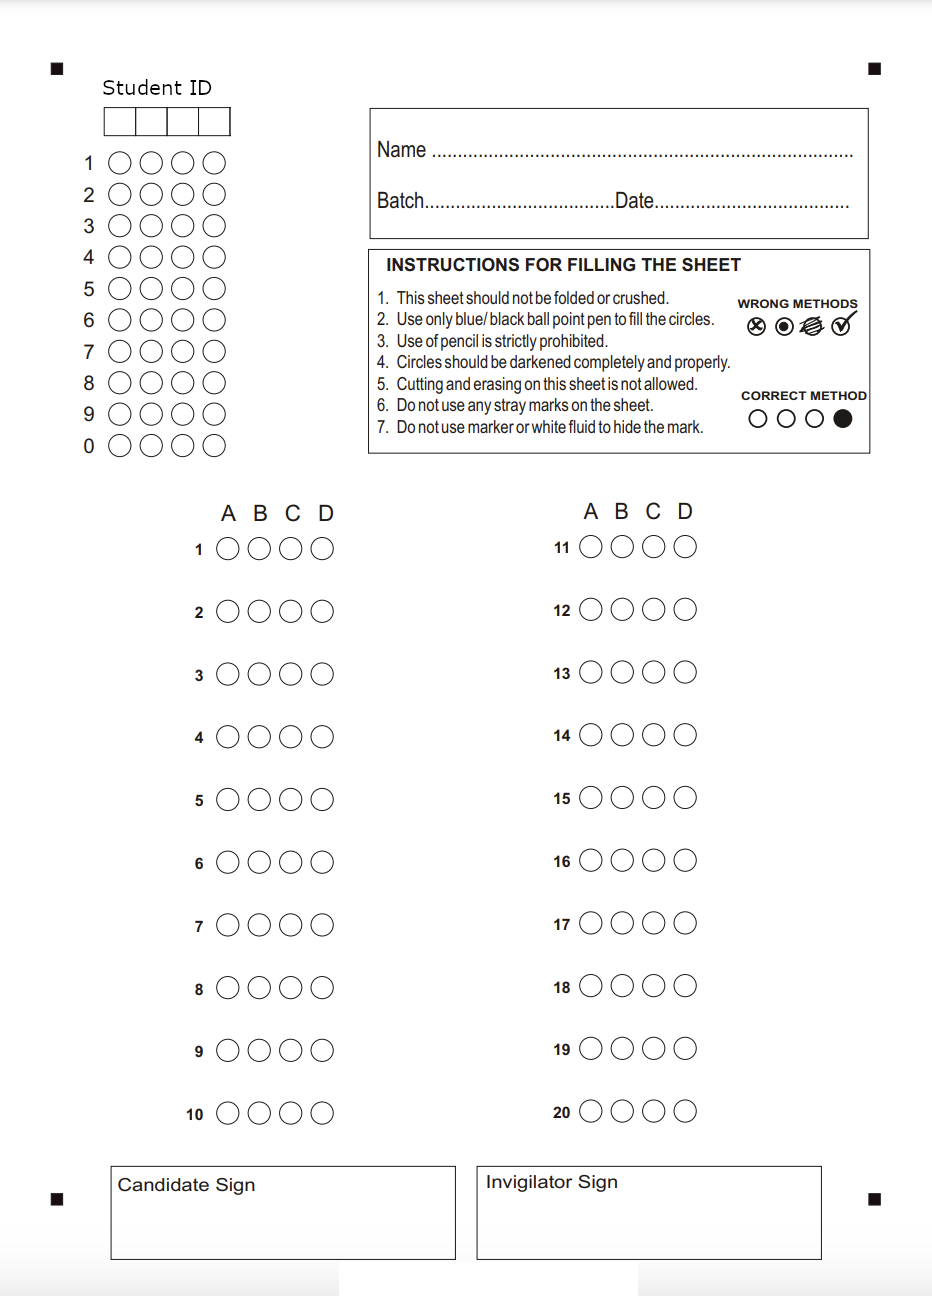 Student ID
1
2
3
4
5
6
7
8
9
0
Name ..................................................................................
Batch.....................................Date......................................
INSTRUCTIONS FOR FILLING THE SHEET
1. This sheet should not be folded or crushed.
2. Use only blue/ black ball point pen to fill the circles.
3. Use of pencil is strictly prohibited.
4. Circles should be darkened completely and properly.
5. Cutting and erasing on this sheet is not allowed.
6. Do not use any stray marks on the sheet.
7. Do not use marker or white fluid to hide the mark.
WRONG METHODS
CORRECT METHOD
A B C D
1
2
3
4
5
6
7
8
9
10
A B C D
11
12
13
14
15
16
17
18
19
20
Candidate Sign
Invigilator Sign